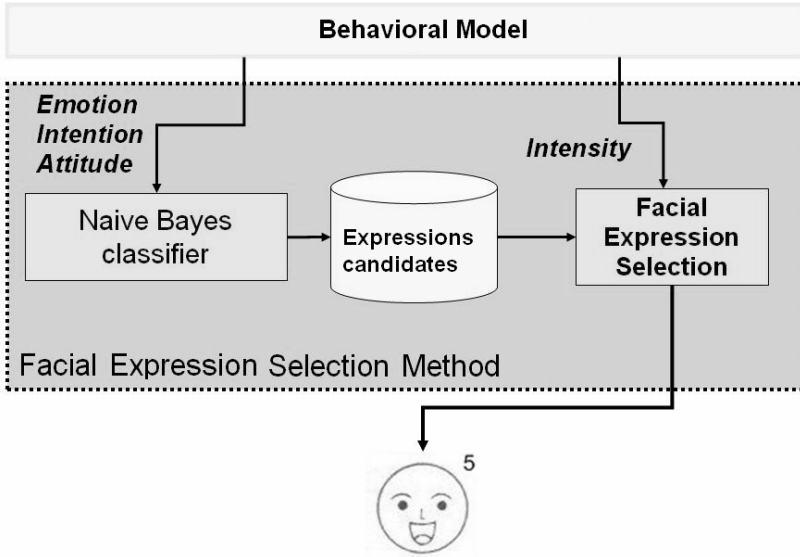 Behavioral Model
Emotion
Intention
Attitude
Intensity
Naive Bayes
classifier
Expressions
candidates
Facial
Expression
Selection
Facial Expression Selection Method
5